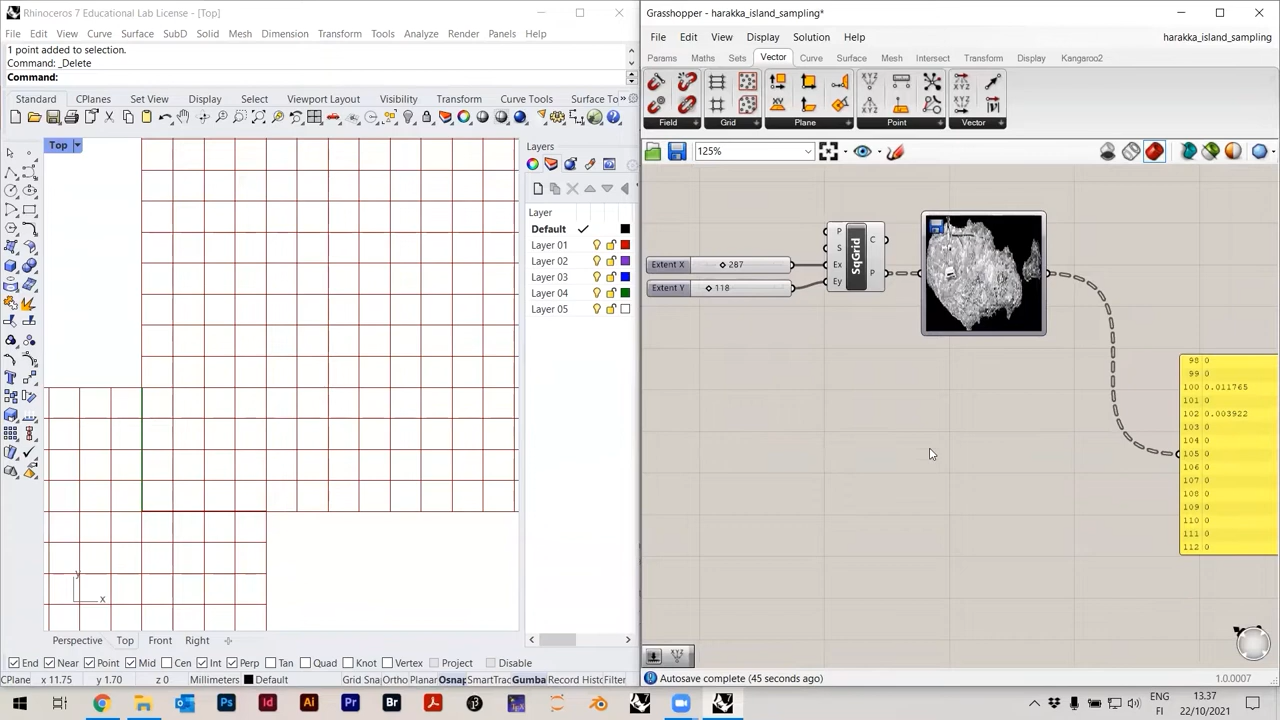 Rhinoceros 7 Educational Lab License - [Top]
File Edit View Curve Surface SubD Solid Mesh Dimension Transform Tools Analyze Render Panels Help
1 point added to selection.
Command: _Delete
Command:
Standard CPlanes Set View Display Select Viewport Layout Visibility Transform Curve Tools Surface To
Top
Layers
Layer
Default
Layer 01
Layer 02
Layer 03
Layer 04
Layer 05
y
x
Perspective Top Front Right
End Near Point Mid Cen Int Perp Tan Quad Knot Vertex Project Disable
CPlane x 11.75 y 1.70 z 0 Millimeters Default Grid Snap Ortho Planar Osnap SmartTrac Gumba Record Histo Filter
Grasshopper - harakka_island_sampling*
File Edit View Display Solution Help
harakka_island_sampling*
Params Maths Sets Vector Curve Surface Mesh Intersect Transform Display Kangaroo2
Field Grid Plane Point Vector
125%
Extent X 287
Extent Y 118
P S Ex Ey SqGrid C P
98 0
99 0
100 0.011765
101 0
102 0.003922
103 0
104 0
105 0
106 0
107 0
108 0
109 0
110 0
111 0
112 0
Autosave complete (45 seconds ago)
1.0.0007
Ps Id Ai Pr Br
ENG
FI
13.37
22/10/2021